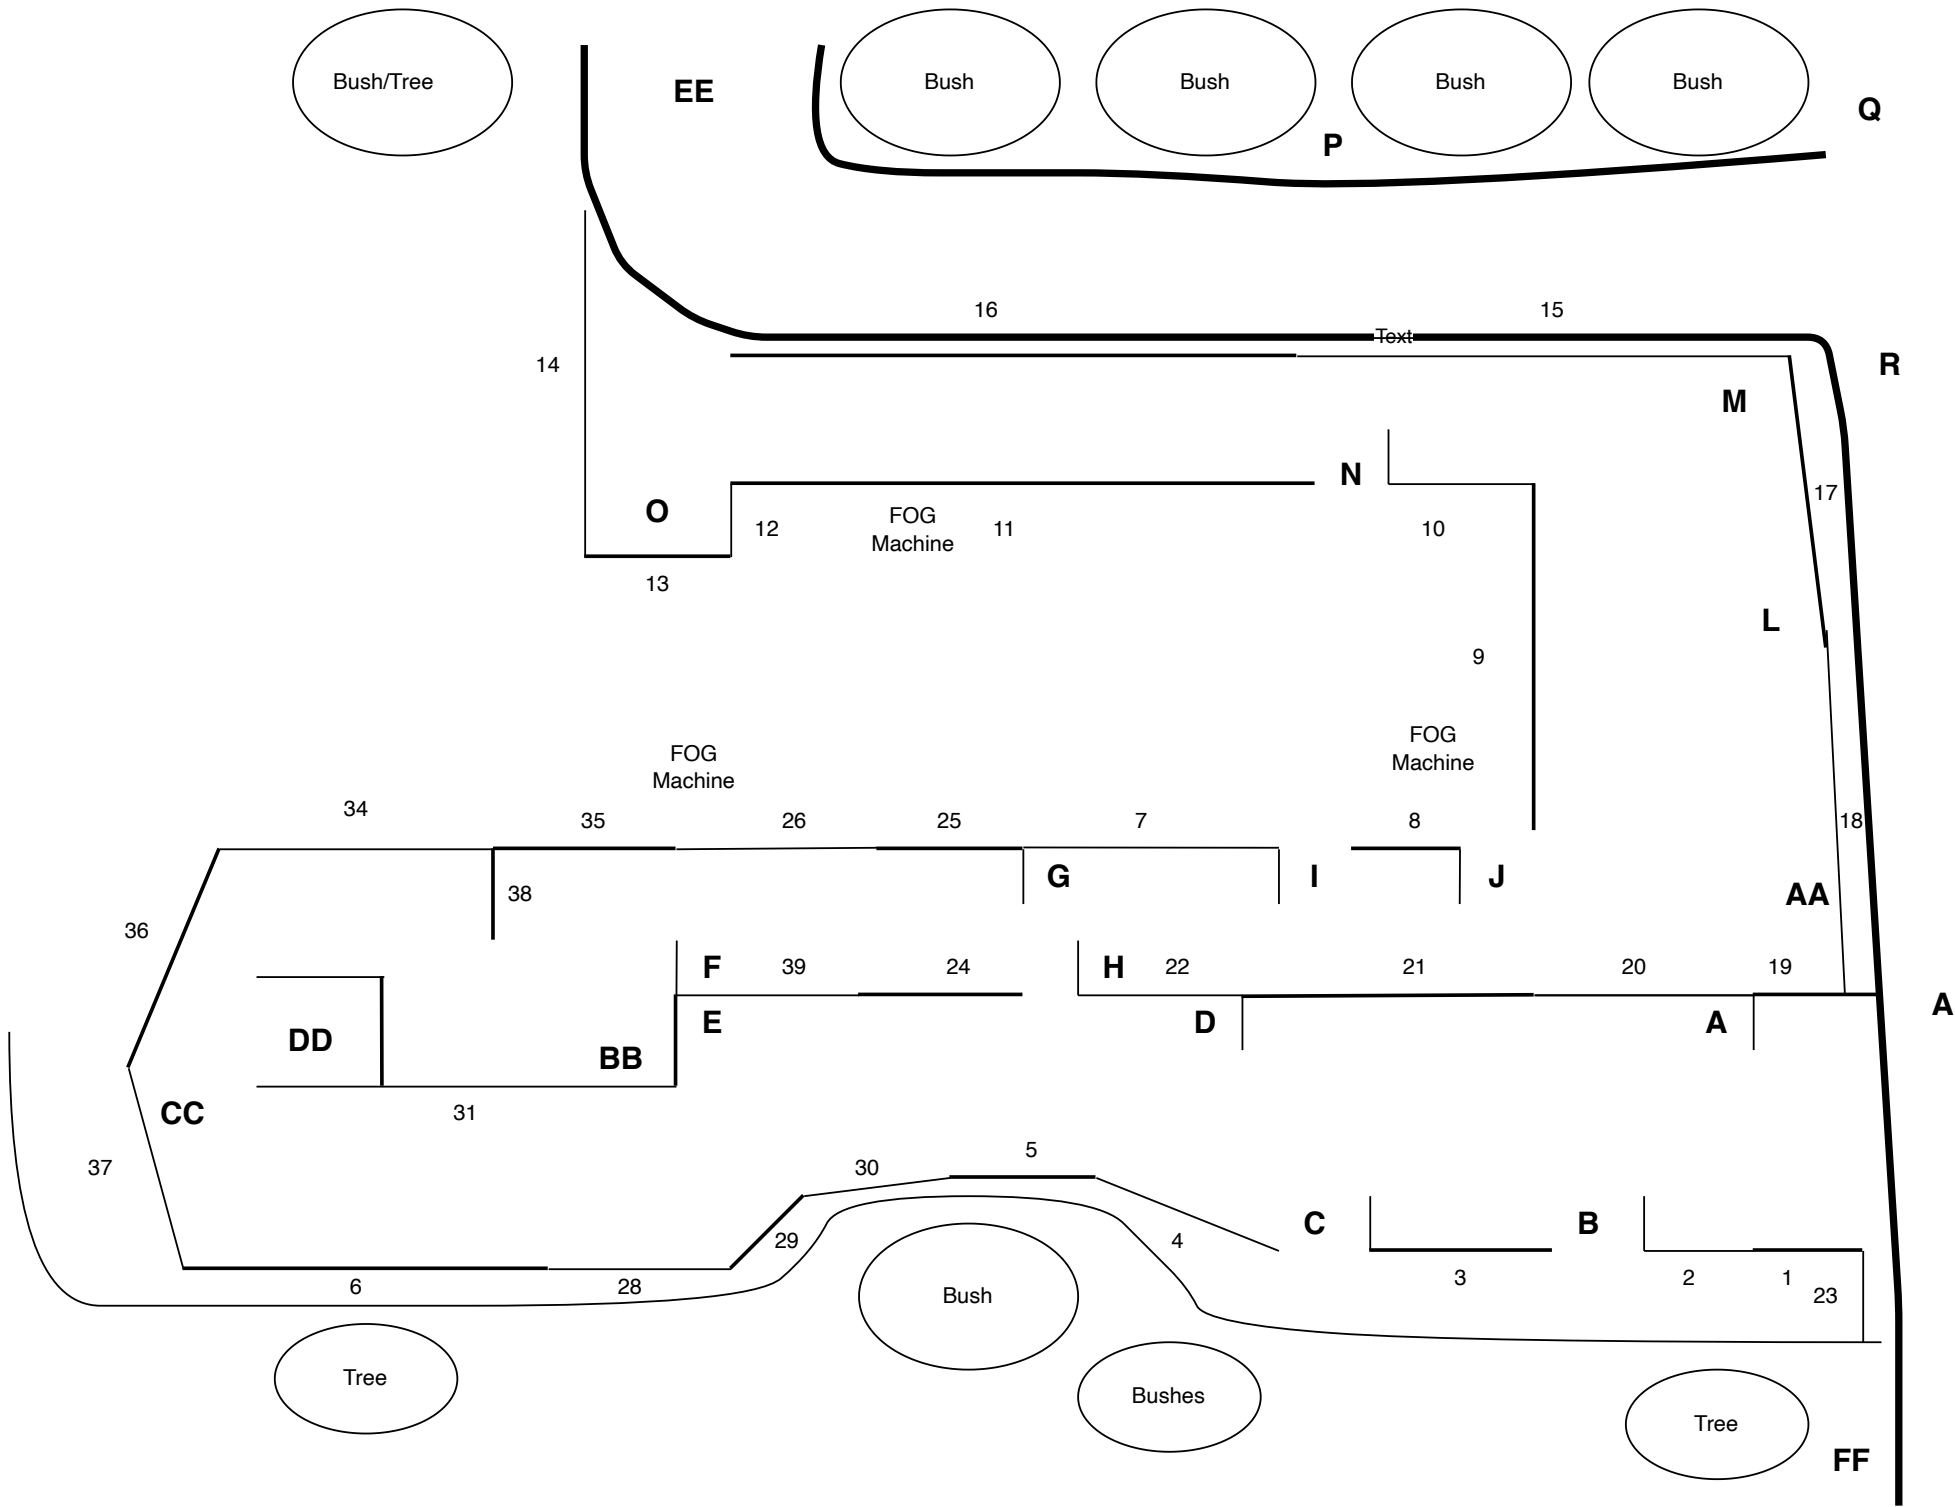 Bush/Tree
EE
Bush
Bush
Bush
Bush
Q
P
16
15
Text
14
R
M
N
17
O
12
FOG
Machine
11
10
13
L
9
FOG
Machine
FOG
Machine
34
35
26
25
7
8
18
38
G
I
J
AA
36
F
39
24
H
22
21
20
19
A
DD
BB
E
D
A
CC
31
37
30
5
C
B
29
4
6
28
Bush
3
2
1
23
Tree
Bushes
Tree
FF